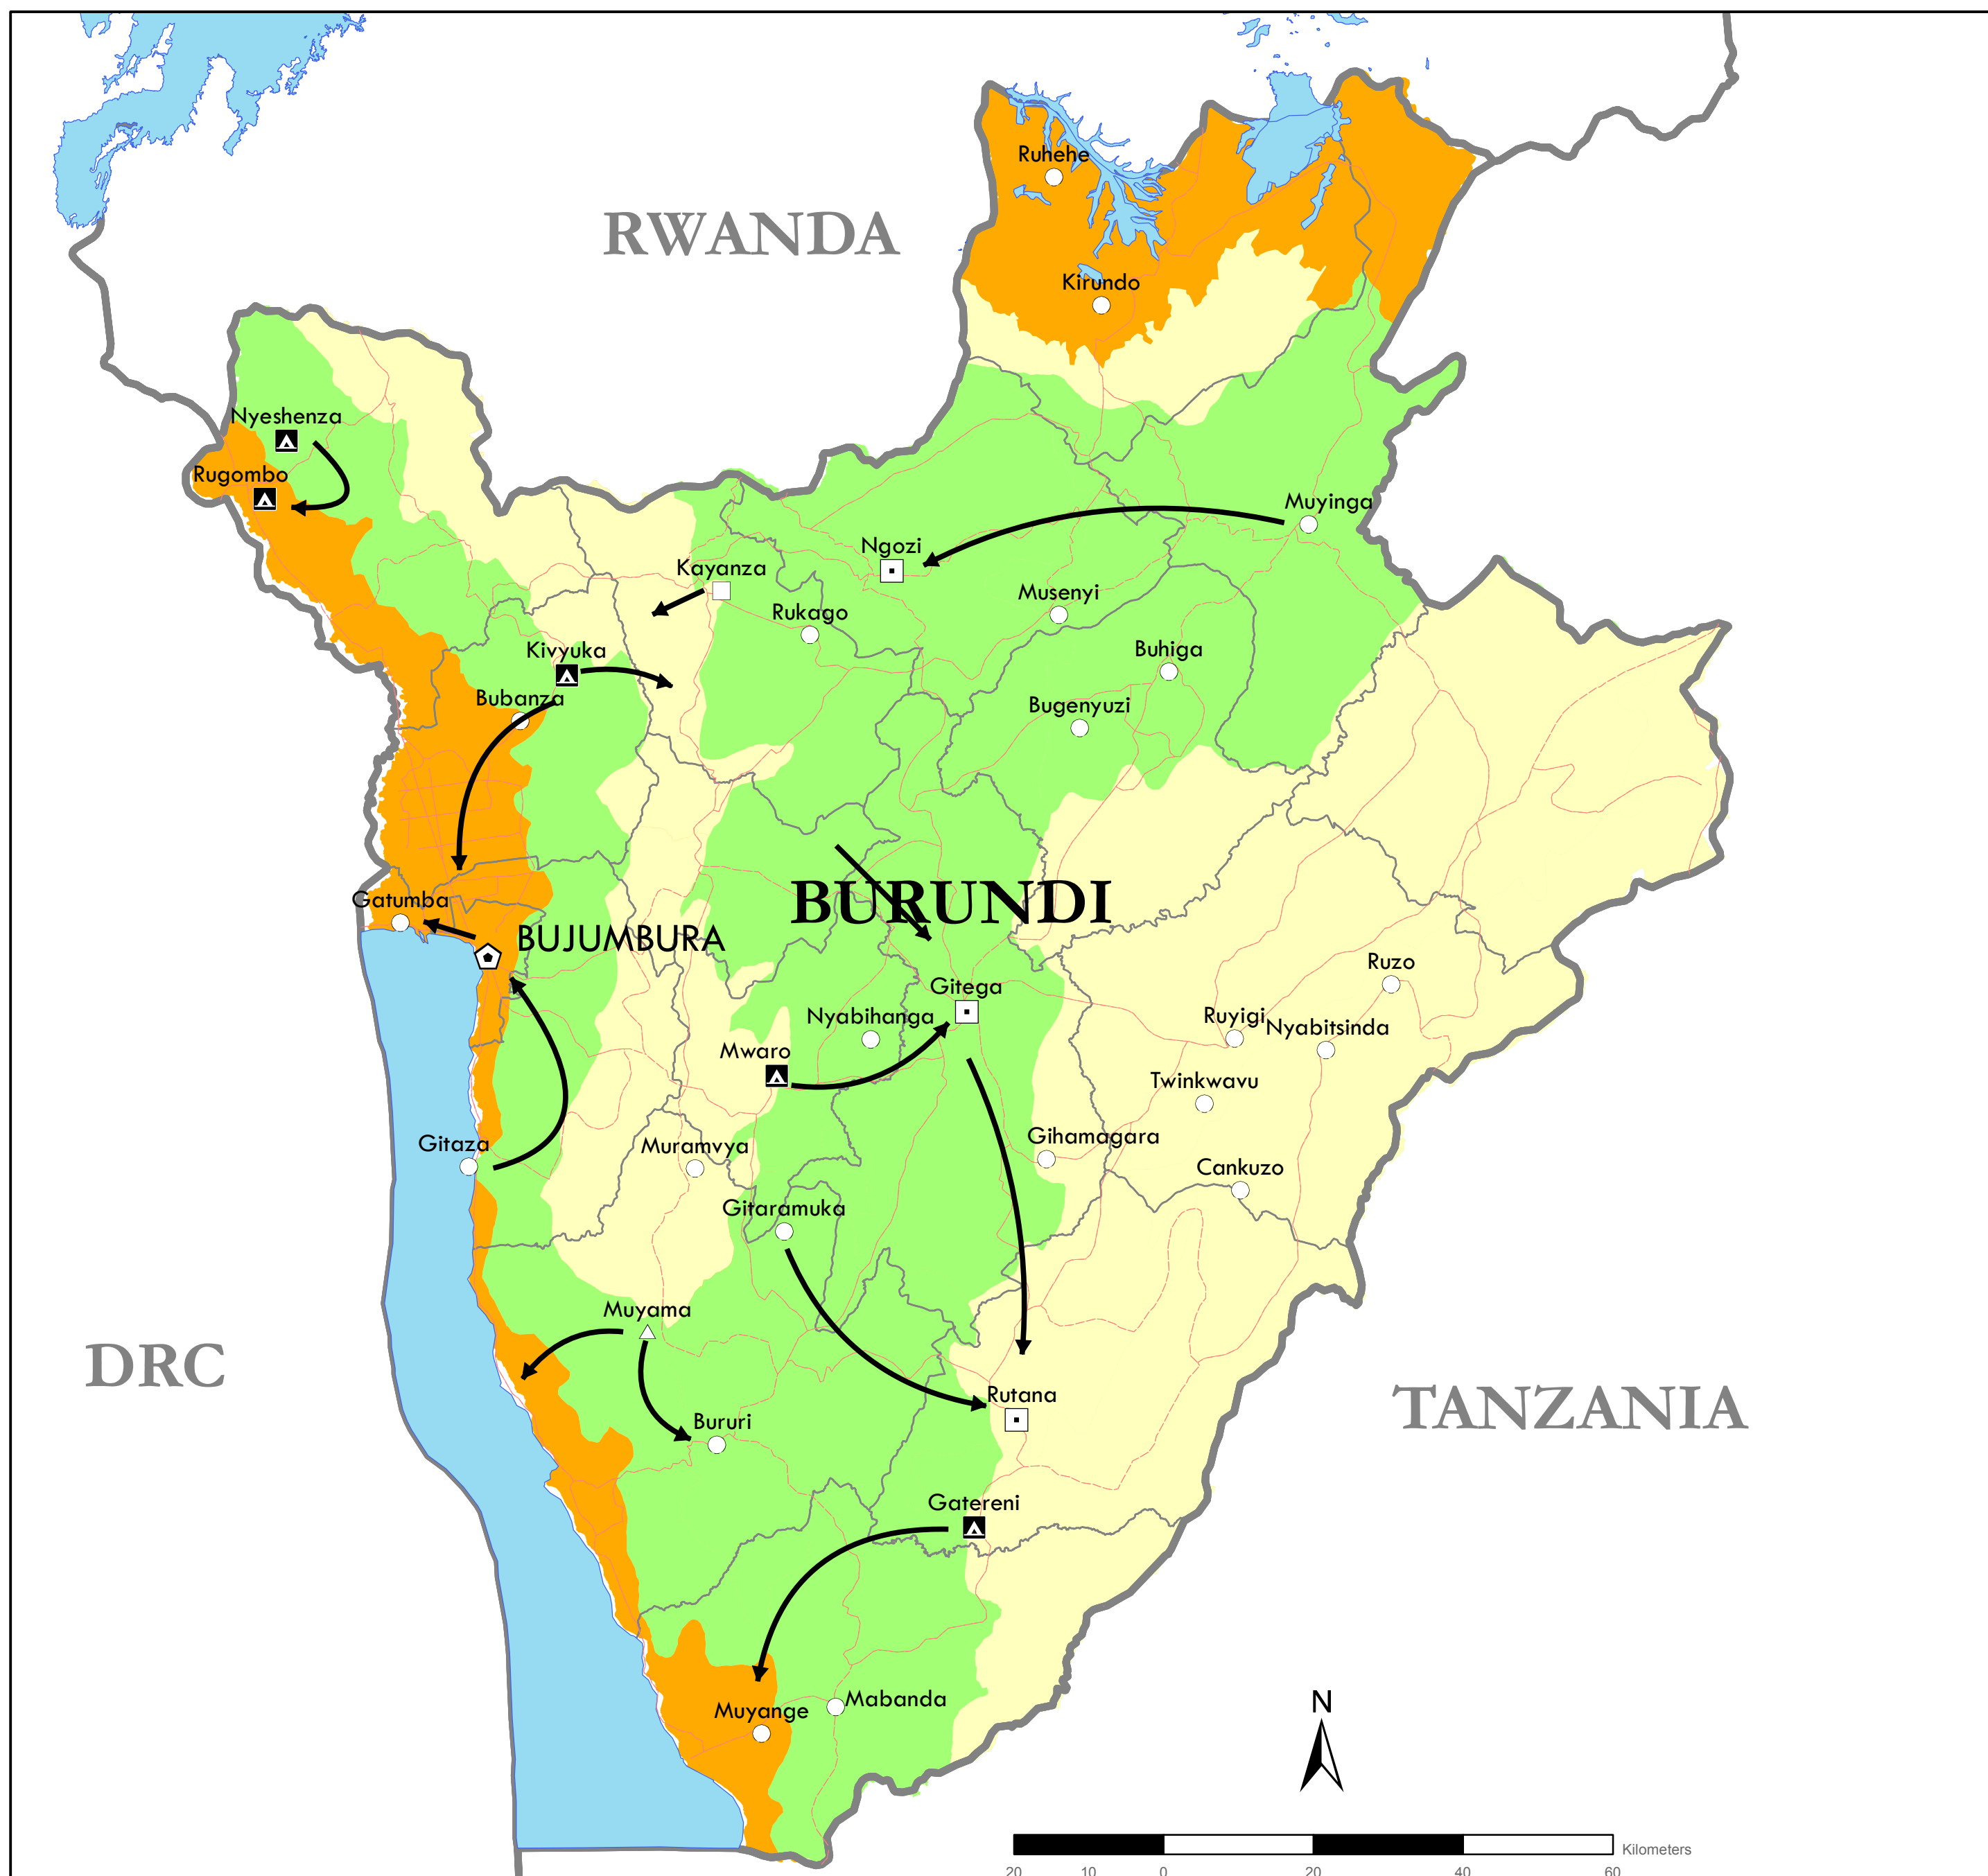 Ruhehe
RWANDA
Kirundo
Nyeshenza
Rugombo
Muyinga
Ngozi
Kayanza
Musenyi
Rukago
Kivyuka
Buhiga
Bubanza
Bugenyuzi
BURUNDI
Gatumba
BUJUMBURA
Ruzo
Gitega
Nyabihanga
Ruyigi
Nyabitsinda
Mwaro
Twinkwavu
Gitaza
Muramvya
Gihamagara
Cankuzo
Gitaramuka
Muyama
DRC
Rutana
TANZANIA
Bururi
Gatereni
Mabanda
Muyange
N
Kilometers
20 10 0 20 40 60